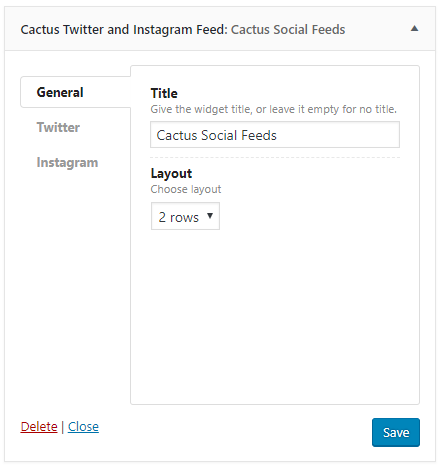 Cactus Twitter and Instagram Feed: Cactus Social Feeds
General
Twitter
Instagram
Title
Give the widget title, or leave it empty for no title.
Cactus Social Feeds
Layout
Choose layout
2 rows
Delete | Close
Save